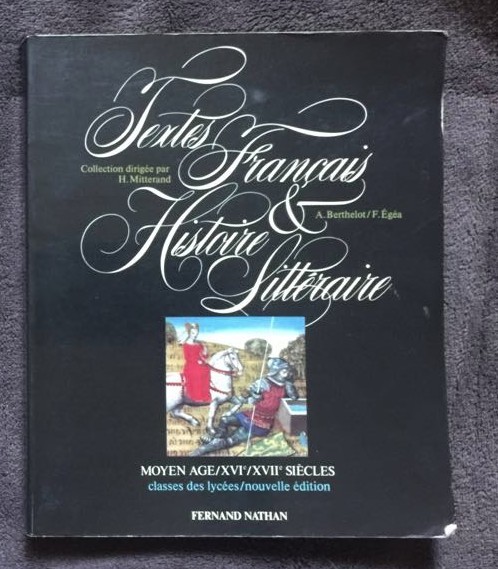 Textes
Français
Collection dirigée par
H. Mitterand
&
A. Berthelot/F. Égéa
Histoire
Littéraire
MOYEN AGE/XVIᵉ/XVIIᵉ SIÈCLES
classes des lycées/nouvelle édition
FERNAND NATHAN